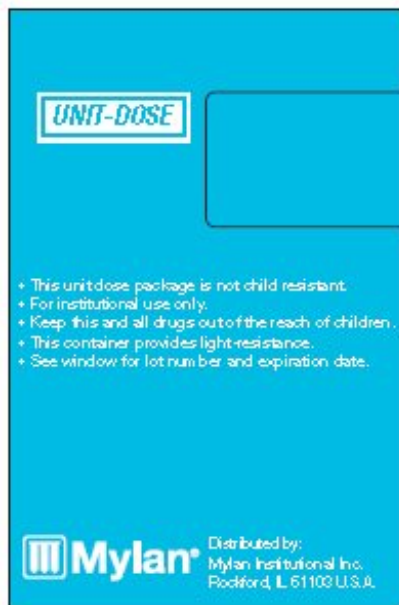 UNIT-DOSE
+ This unit dose package is not child resistant.
+ For institutional use only.
+ Keep this and all drugs out of the reach of children.
+ This container provides light-resistance.
+ See window for lot number and expiration date.
Mylan®
Distributed by:
Mylan Institutional Inc.
Rockford, IL 61103 U.S.A.